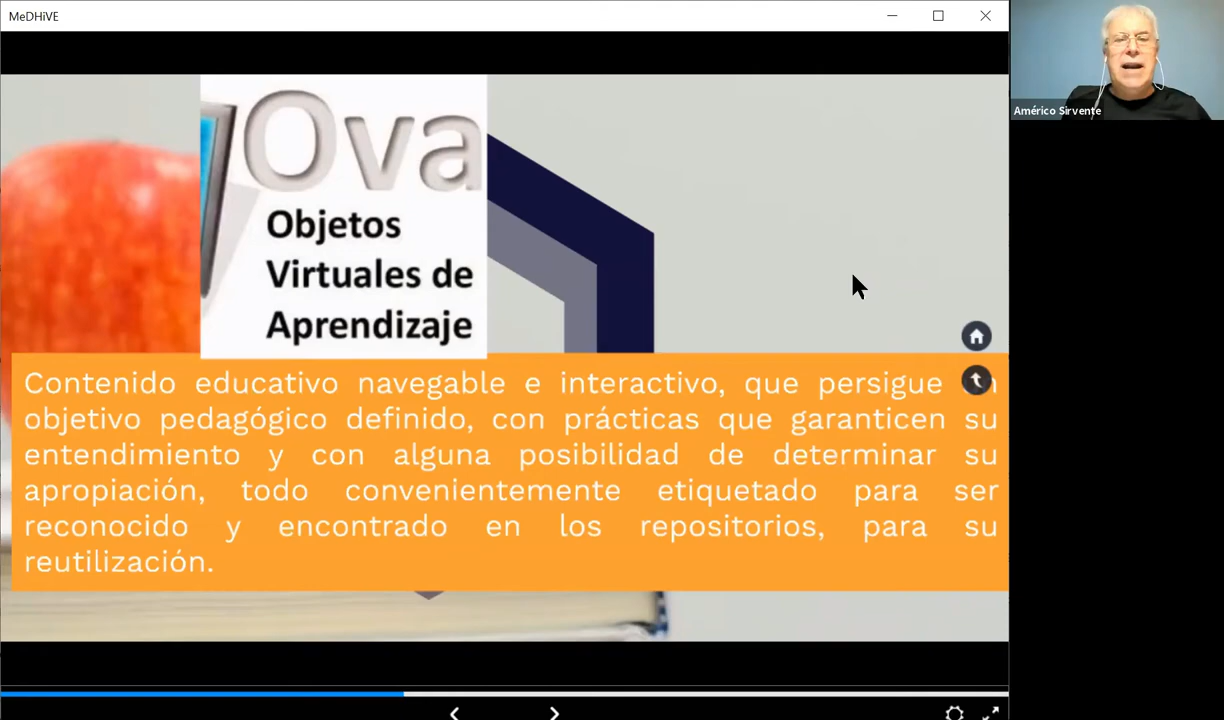 MeDHiVE
Américo Sirvente
Ova
Objetos
Virtuales de
Aprendizaje
Contenido educativo navegable e interactivo, que persigue
objetivo pedagógico definido, con prácticas que garanticen su
entendimiento y con alguna posibilidad de determinar su
apropiación, todo convenientemente etiquetado para ser
reconocido y encontrado en los repositorios, para su
reutilización.